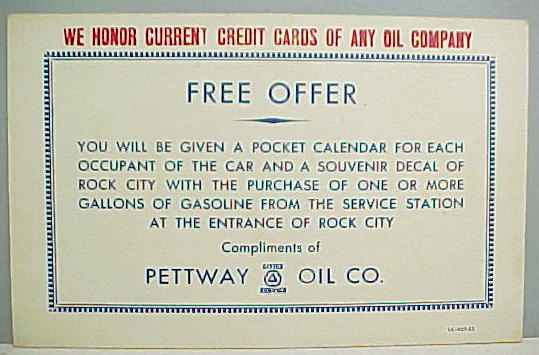 WE HONOR CURRENT CREDIT CARDS OF ANY OIL COMPANY
FREE OFFER
YOU WILL BE GIVEN A POCKET CALENDAR FOR EACH
OCCUPANT OF THE CAR AND A SOUVENIR DECAL OF
ROCK CITY WITH THE PURCHASE OF ONE OR MORE
GALLONS OF GASOLINE FROM THE SERVICE STATION
AT THE ENTRANCE OF ROCK CITY
Compliments of
PETTWAY OIL CO.